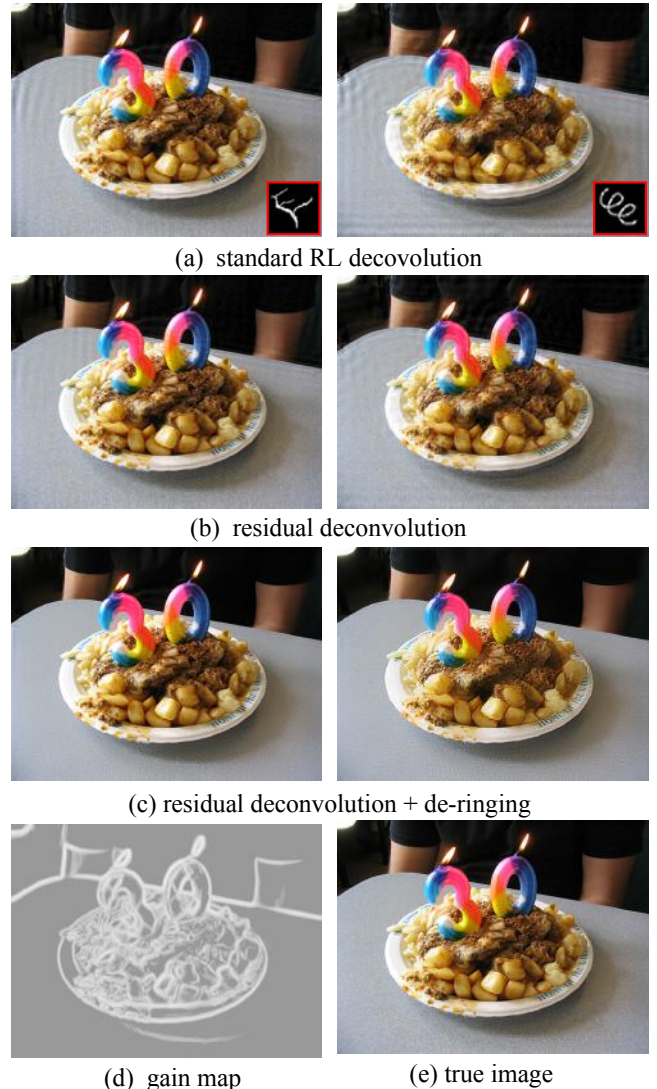 (a) standard RL decovolution
(b) residual deconvolution
(c) residual deconvolution + de-ringing
(d) gain map
(e) true image